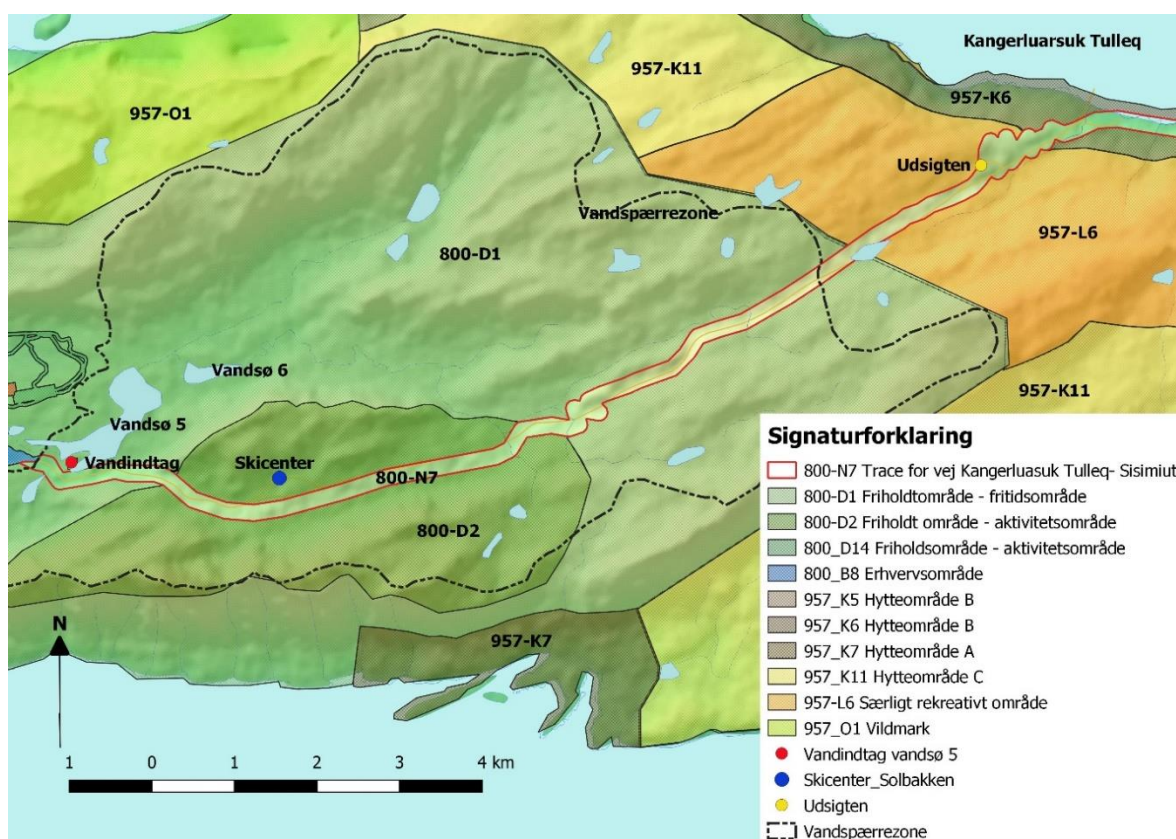 Kangerluarsuk Tulleq
957-K11
957-O1
957-K6
Udsigten
Vandspærrezone
957-L6
800-D1
Vandsø 6
957-K11
Vandsø 5
Vandindtag
Skicenter
800-N7
800-D2
957-K7
N
1 0 1 2 3 4 km
Signaturforklaring
800-N7 Trace for vej Kangerluasuk Tulleq- Sisimiut
800-D1 Friholdtområde - fritidsområde
800-D2 Friholdt område - aktivitetsområde
800_D14 Friholdsområde - aktivitetsområde
800_B8 Erhvervsområde
957_K5 Hytteområde B
957_K6 Hytteområde B
957_K7 Hytteområde A
957_K11 Hytteområde C
957-L6 Særligt rekreativt område
957_O1 Vildmark
Vandindtag vandsø 5
Skicenter_Solbakken
Udsigten
Vandspærrezone